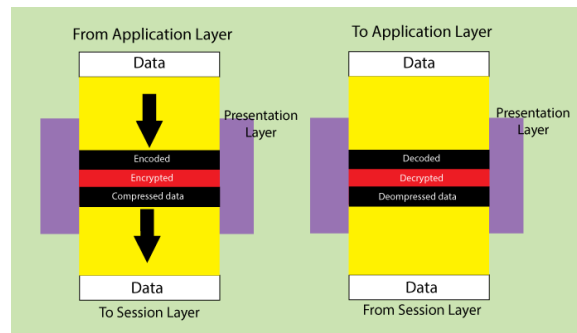 From Application Layer
Data
Presentation
Layer
Encoded
Encrypted
Compressed data
Data
To Session Layer
To Application Layer
Data
Presentation
Layer
Decoded
Decrypted
Deompressed data
Data
From Session Layer